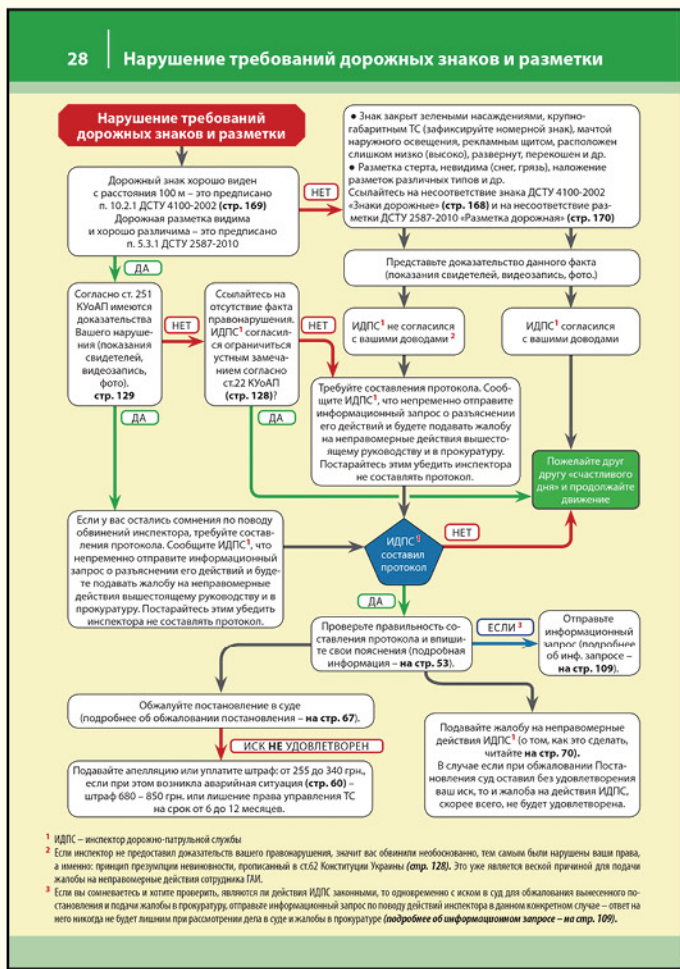 28
Нарушение требований дорожных знаков и разметки
Нарушение требований
дорожных знаков и разметки
Дорожный знак хорошо виден
с расстояния 100 м – это предписано
п. 10.2.1 ДСТУ 4100-2002 (стр. 169)
Дорожная разметка видима
и хорошо различима – это предписано
п. 5.3.1 ДСТУ 2587-2010
НЕТ
● Знак закрыт зелеными насаждениями, крупно-
габаритным ТС (зафиксируйте номерной знак), мачтой
наружного освещения, рекламным щитом, расположен
слишком низко (высоко), развернут, перекошен и др.
● Разметка стерта, невидима (снег, грязь), наложение
разметок различных типов и др.
Ссылайтесь на несоответствие знака ДСТУ 4100-2002
«Знаки дорожные» (стр. 168) и на несоответствие раз-
метки ДСТУ 2587-2010 «Разметка дорожная» (стр. 170)
ДА
Представьте доказательство данного факта
(показания свидетелей, видеозапись, фото.)
Согласно ст. 251
КУоАП имеются
доказательства
Вашего наруше-
ния (показания
свидетелей,
видеозапись,
фото).
стр. 129
НЕТ
Ссылайтесь на
отсутствие факта
правонарушения.
ИДПС1 согласил-
ся ограничиться
устным замеча-
нием согласно
ст.22 КУоАП
(стр. 128)?
НЕТ
ИДПС1 не согласился
с вашими доводами 2
ИДПС1 согласился
с вашими доводами
Требуйте составления протокола. Сооб-
щите ИДПС1, что непременно отправите
информационный запрос о разъяснении
его действий и будете подавать жалобу
на неправомерные действия вышесто-
ящему руководству и в прокуратуру.
Постарайтесь этим убедить инспектора
не составлять протокол.
ДА
ДА
Пожелайте друг
другу «счастливого
дня» и продолжайте
движение
Если у вас остались сомнения по поводу
обвинений инспектора, требуйте состав-
ления протокола. Сообщите ИДПС1, что
непременно отправите информационный
запрос о разъяснении его действий и буде-
те подавать жалобу на неправомерные
действия вышестоящему руководству и в
прокуратуру. Постарайтесь этим убедить
инспектора не составлять протокол.
ИДПС1
составил
протокол
НЕТ
ДА
Проверьте правильность со-
ставления протокола и впиши-
те свои пояснения (подробная
информация – на стр. 53).
ЕСЛИ 3
Отправьте
информационный
запрос (подробнее
об инф. запросе –
на стр. 109).
Обжалуйте постановление в суде
(подробнее об обжаловании постановления – на стр. 67).
ИСК НЕ УДОВЛЕТВОРЕН
Подавайте апелляцию или уплатите штраф: от 255 до 340 грн.,
если при этом возникла аварийная ситуация (стр. 60) –
штраф 680 – 850 грн. или лишение права управления ТС
на срок от 6 до 12 месяцев.
Подавайте жалобу на неправомерные
действия ИДПС1 (о том, как это сделать,
читайте на стр. 70).
В случае если при обжаловании Поста-
новления суд оставил без удовлетворения
ваш иск, то и жалоба на действия ИДПС,
скорее всего, не будет удовлетворена.
1 ИДПС – инспектор дорожно-патрульной службы
2 Если инспектор не предоставил доказательств вашего правонарушения, значит вас обвинили необоснованно, тем самым были нарушены ваши права,
а именно: принцип презумпции невиновности, прописанный в ст.62 Конституции Украины (стр. 128). Это уже является веской причиной для подачи
жалобы на неправомерные действия сотрудника ГАИ.
3 Если вы сомневаетесь и хотите проверить, являются ли действия ИДПС законными, то одновременно с иском в суд для обжалования вынесенного по-
становления и подачи жалобы в прокуратуру, отправьте информационный запрос по поводу действий инспектора в данном конкретном случае – ответ на
него никогда не будет лишним при рассмотрении дела в суде и жалобы в прокуратуре (подробнее об информационном запросе – на стр. 109).